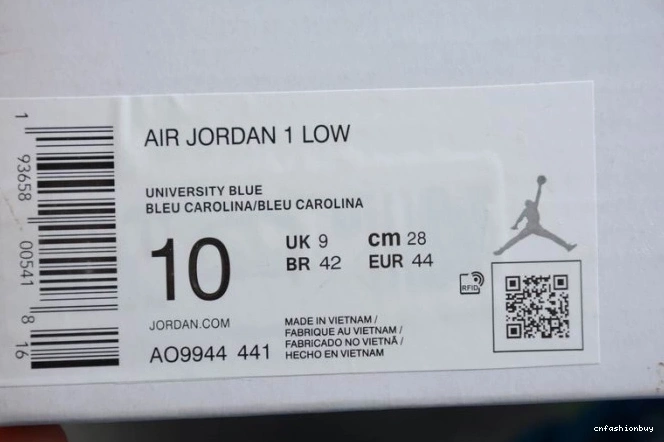 AIR JORDAN 1 LOW
UNIVERSITY BLUE
BLEU CAROLINA/BLEU CAROLINA
10
UK 9
cm 28
BR 42
EUR 44
RFID
JORDAN.COM
AO9944 441
MADE IN VIETNAM /
FABRIQUE AU VIETNAM /
FABRICADO NO VIETNÃ /
HECHO EN VIETNAM
1 93658 00541 8 16
cnfashionbuy